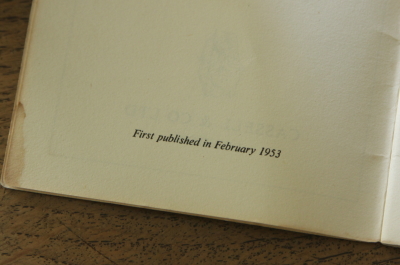 First published in February 1953